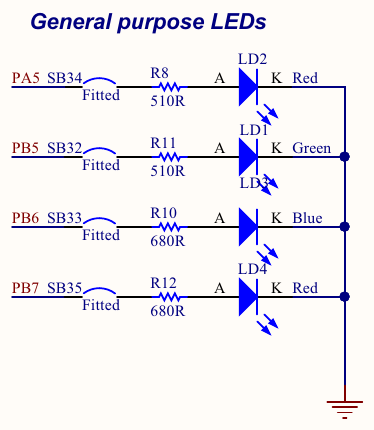 General purpose LEDs
LD2
PA5 SB34 R8 A K Red
Fitted 510R
LD1
PB5 SB32 R11 A K Green
Fitted 510R
LD3
PB6 SB33 R10 A K Blue
Fitted 680R
LD4
PB7 SB35 R12 A K Red
Fitted 680R